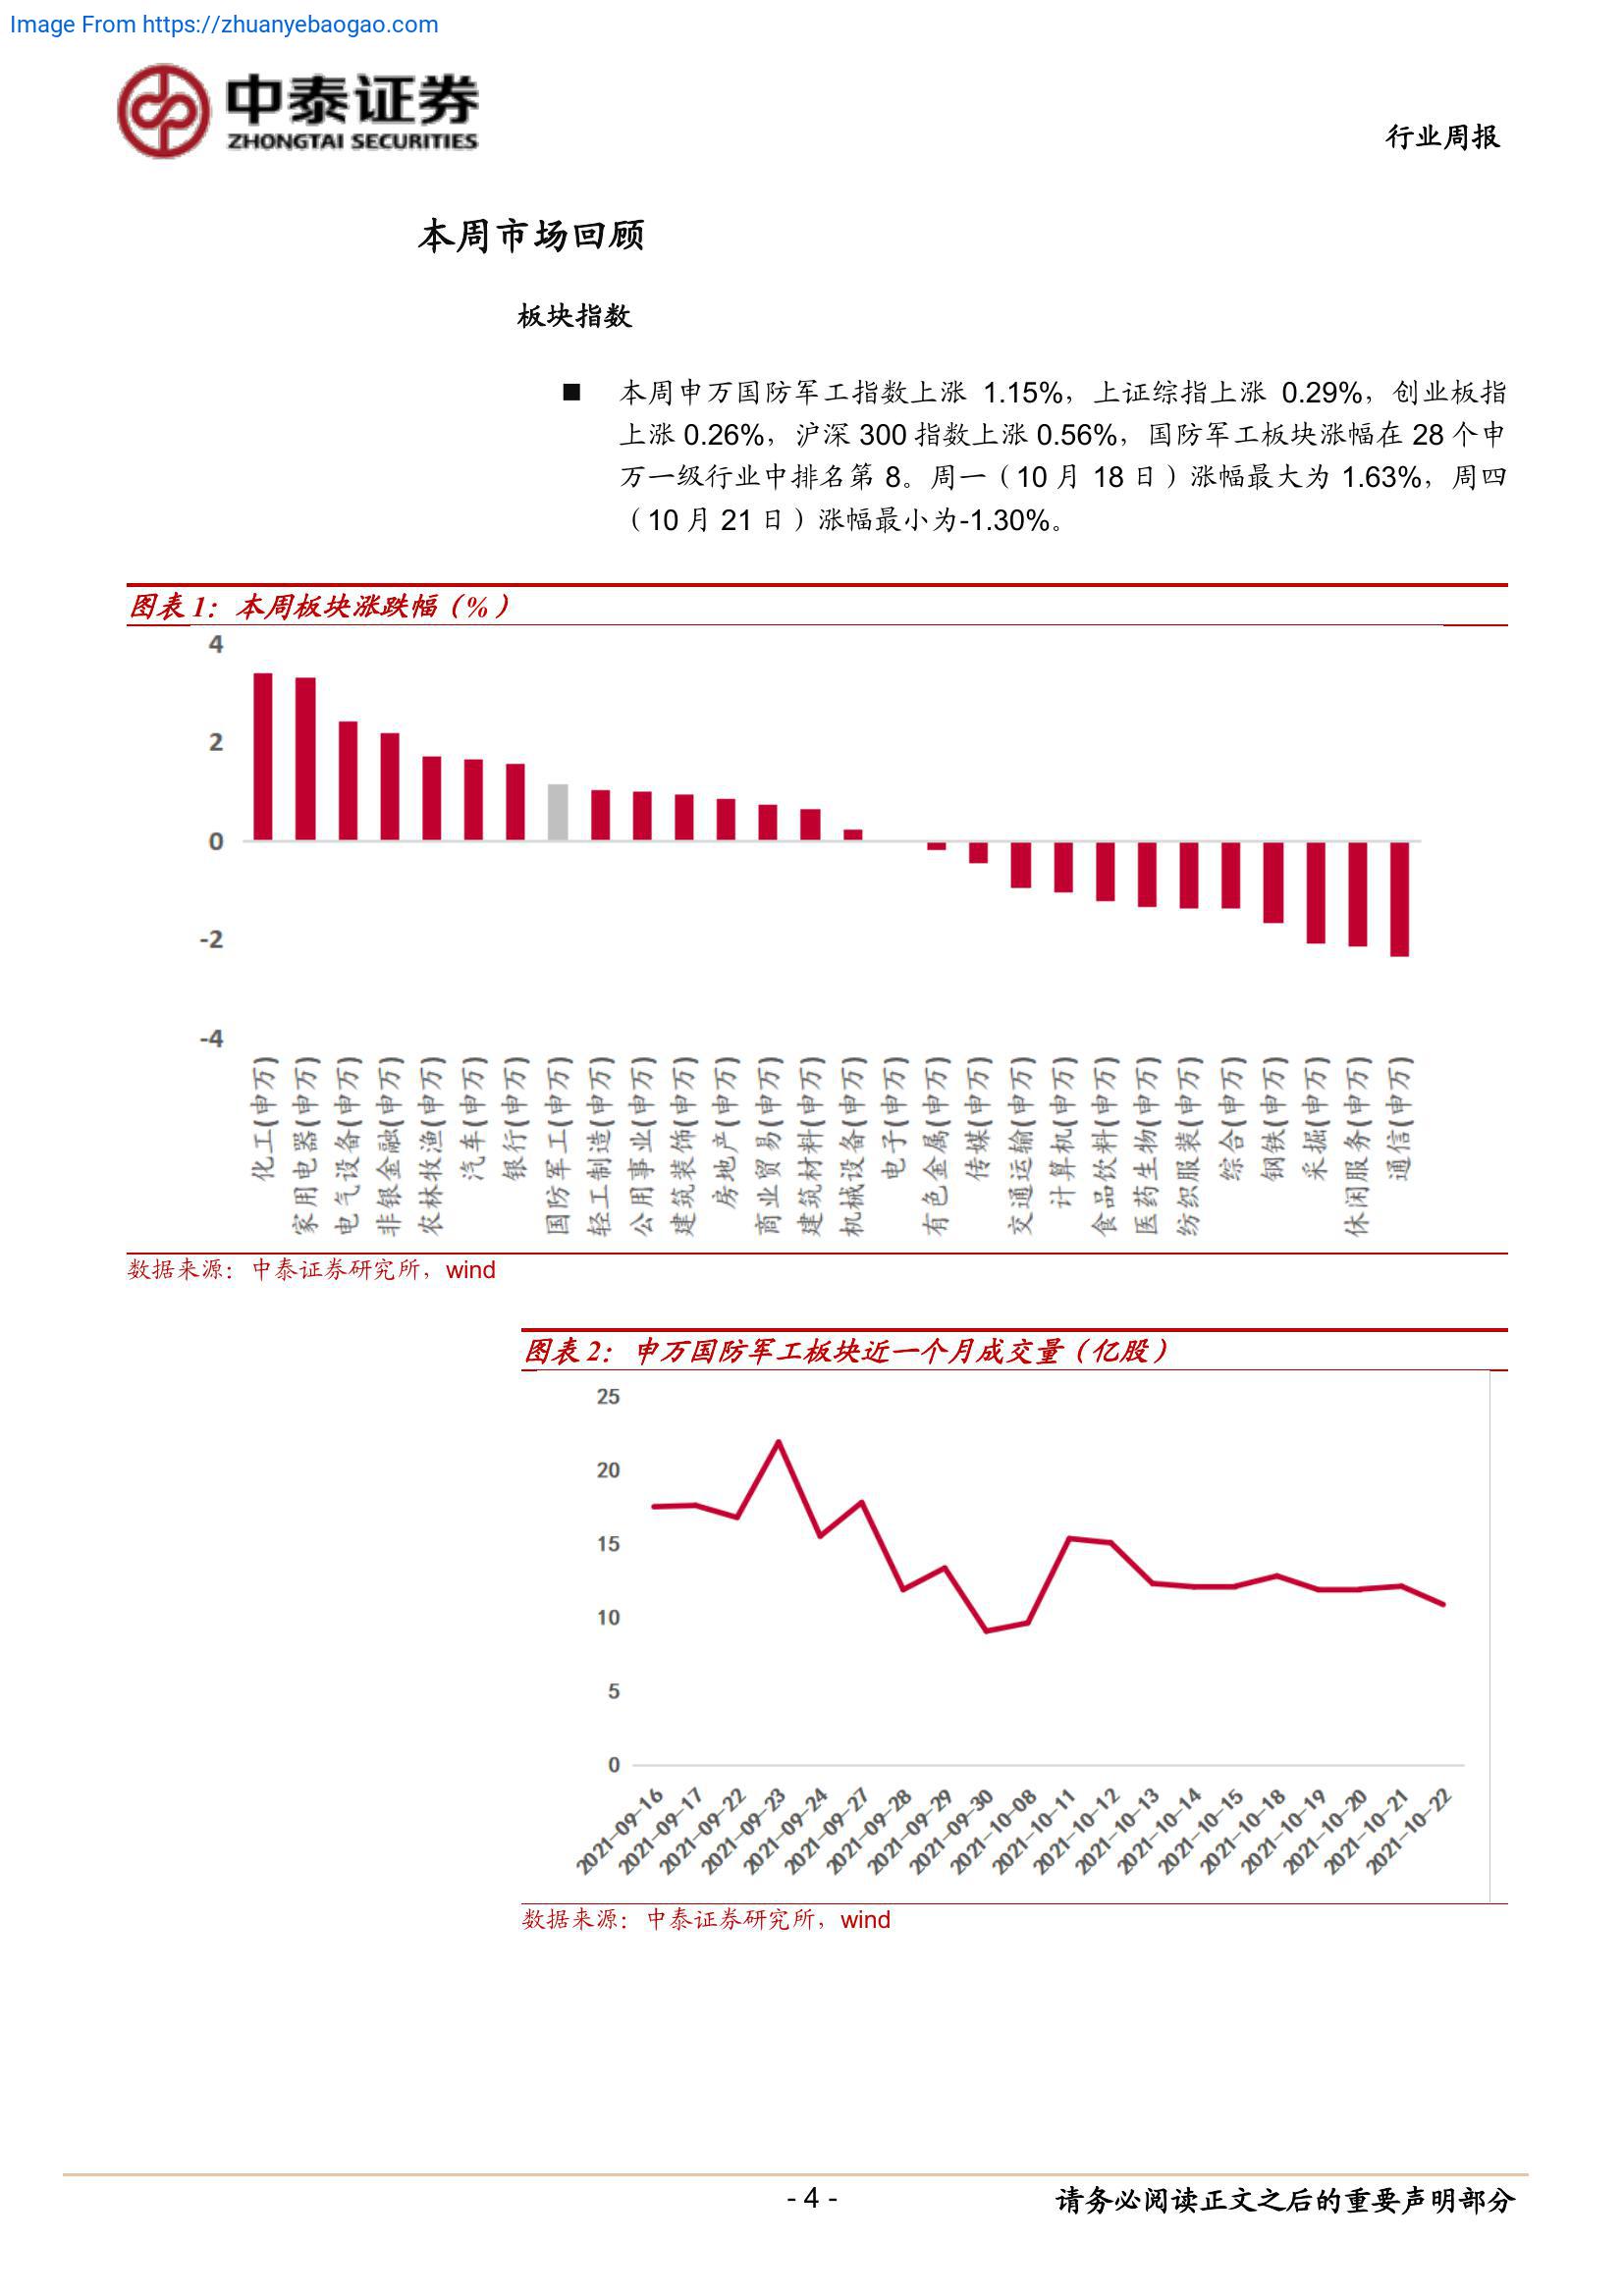 Image From https://zhuanyebaogao.com
中泰证券
ZHONGTAI SECURITIES
行业周报
本周市场回顾
板块指数
■ 本周申万国防军工指数上涨 1.15%，上证综指上涨 0.29%，创业板指
上涨 0.26%，沪深 300 指数上涨 0.56%，国防军工板块涨幅在 28 个申
万一级行业中排名第 8。周一（10 月 18 日）涨幅最大为 1.63%，周四
（10 月 21 日）涨幅最小为-1.30%。
图表 1：本周板块涨跌幅（%）
4
2
0
-2
-4
化工(申万)
家用电器(申万)
电气设备(申万)
非银金融(申万)
农林牧渔(申万)
汽车(申万)
银行(申万)
国防军工(申万)
轻工制造(申万)
公用事业(申万)
建筑装饰(申万)
房地产(申万)
商业贸易(申万)
建筑材料(申万)
机械设备(申万)
电子(申万)
有色金属(申万)
传媒(申万)
交通运输(申万)
计算机(申万)
食品饮料(申万)
医药生物(申万)
纺织服装(申万)
综合(申万)
钢铁(申万)
采掘(申万)
休闲服务(申万)
通信(申万)
数据来源：中泰证券研究所，wind
图表 2：申万国防军工板块近一个月成交量（亿股）
25
20
15
10
5
0
2021-09-16
2021-09-17
2021-09-22
2021-09-23
2021-09-24
2021-09-27
2021-09-28
2021-09-29
2021-09-30
2021-10-08
2021-10-11
2021-10-12
2021-10-13
2021-10-14
2021-10-15
2021-10-18
2021-10-19
2021-10-20
2021-10-21
2021-10-22
数据来源：中泰证券研究所，wind
- 4 -
请务必阅读正文之后的重要声明部分